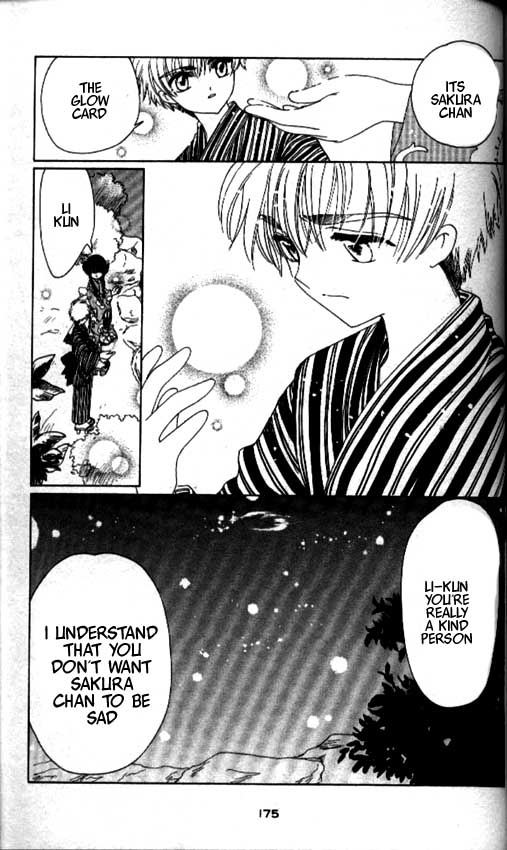 ITS
SAKURA
CHAN
THE
GLOW
CARD
LI
KUN
LI-KUN
YOU'RE
REALLY
A KIND
PERSON
I UNDERSTAND
THAT YOU
DON'T WANT
SAKURA
CHAN TO BE
SAD
175